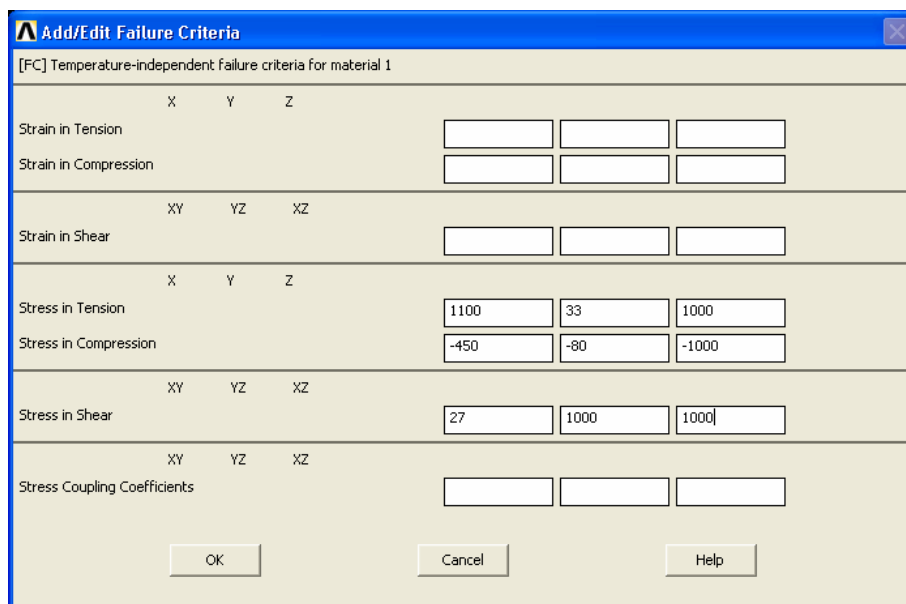 Add/Edit Failure Criteria
[FC] Temperature-independent failure criteria for material 1
X Y Z
Strain in Tension
Strain in Compression
XY YZ XZ
Strain in Shear
X Y Z
Stress in Tension 1100 33 1000
Stress in Compression -450 -80 -1000
XY YZ XZ
Stress in Shear 27 1000 1000
XY YZ XZ
Stress Coupling Coefficients
OK Cancel Help